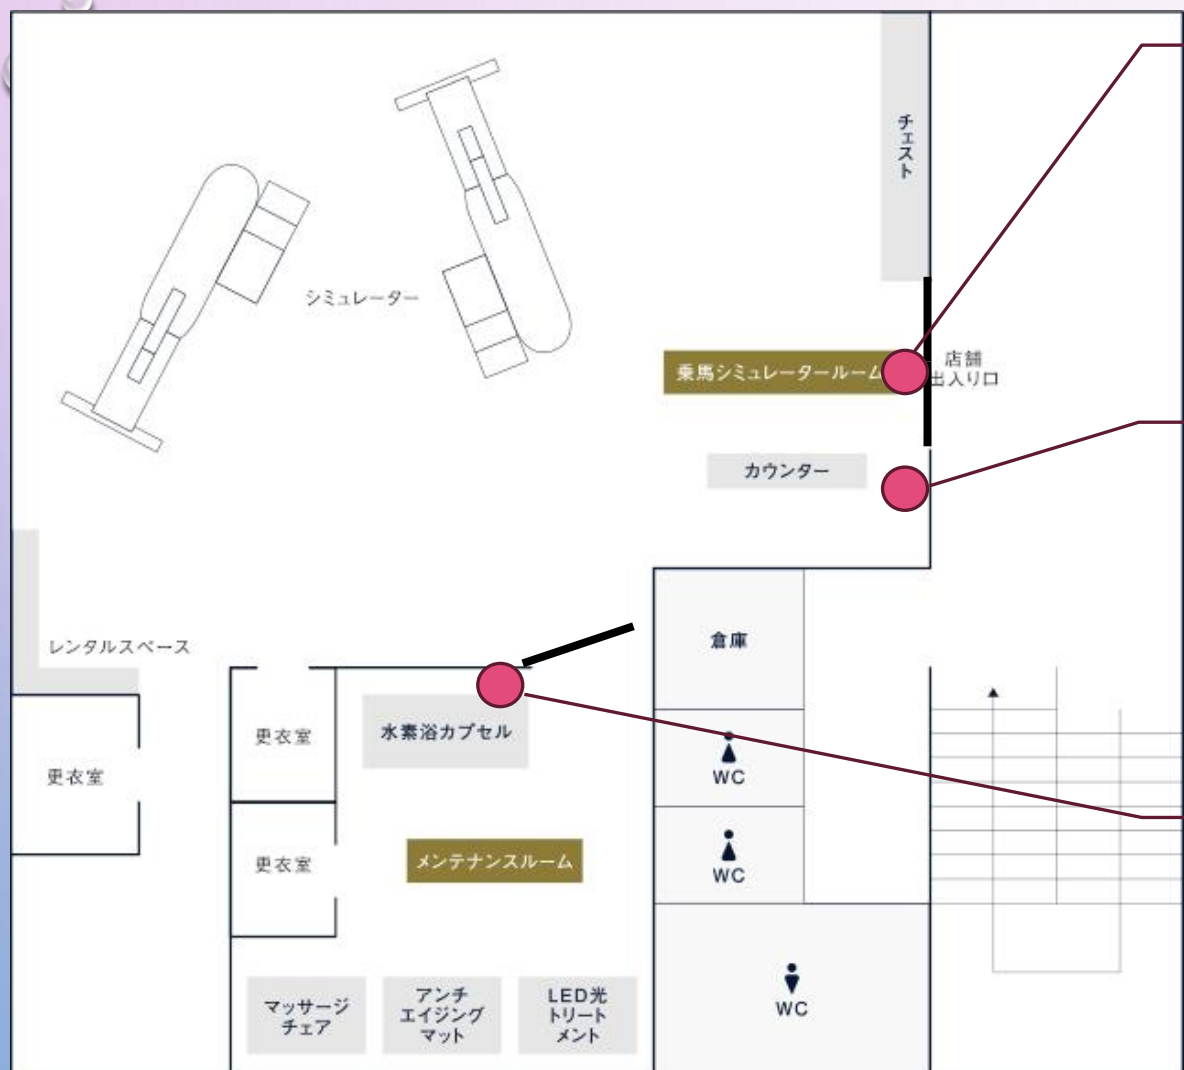 チェスト
シミュレーター
乗馬シミュレータールーム
店舗
出入り口
カウンター
倉庫
レンタルスペース
更衣室
水素浴カプセル
更衣室
WC
更衣室
メンテナンスルーム
WC
マッサージ
チェア
アンチ
エイジング
マット
LED光
トリート
メント
WC